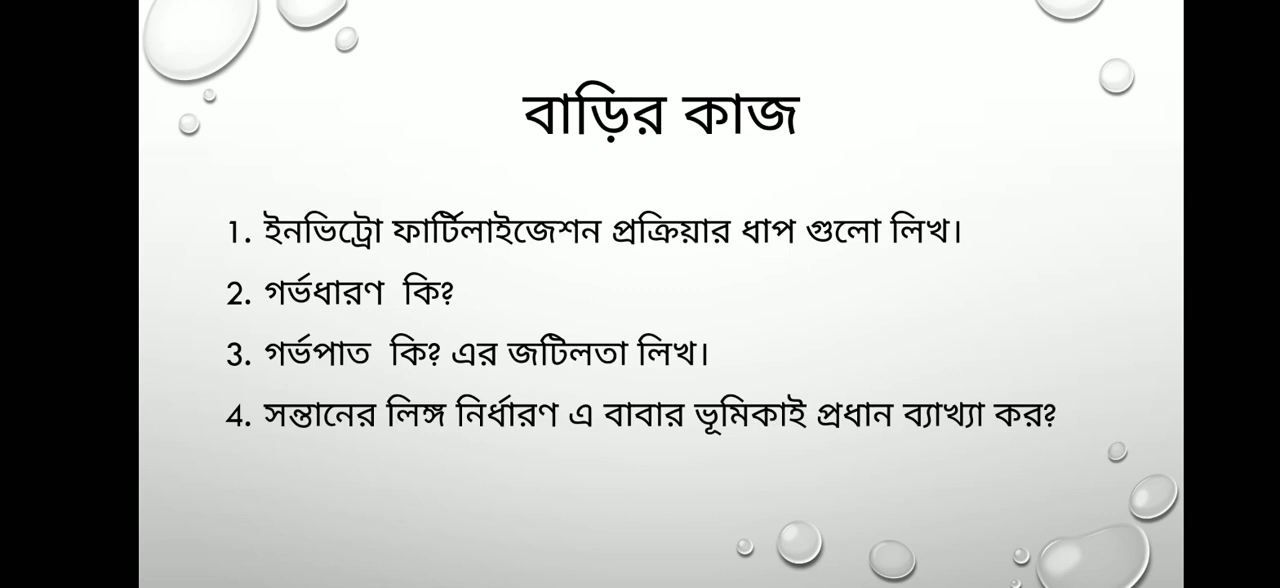 বাড়ির কাজ
1. ইনভিট্রো ফার্টিলাইজেশন প্রক্রিয়ার ধাপ গুলো লিখ।
2. গর্ভধারণ কি?
3. গর্ভপাত কি? এর জটিলতা লিখ।
4. সন্তানের লিঙ্গ নির্ধারণ এ বাবার ভূমিকাই প্রধান ব্যাখ্যা কর?